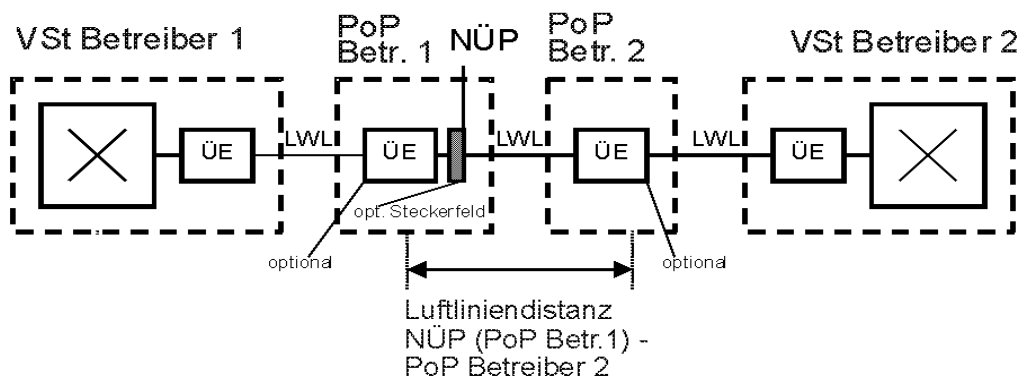 VSt Betreiber 1
PoP
Betr. 1
NÜP
PoP
Betr. 2
VSt Betreiber 2
ÜE
LWL
ÜE
LWL
ÜE
LWL
ÜE
opt. Steckerfeld
optional
optional
Luftliniendistanz
NÜP (PoP Betr.1) -
PoP Betreiber 2